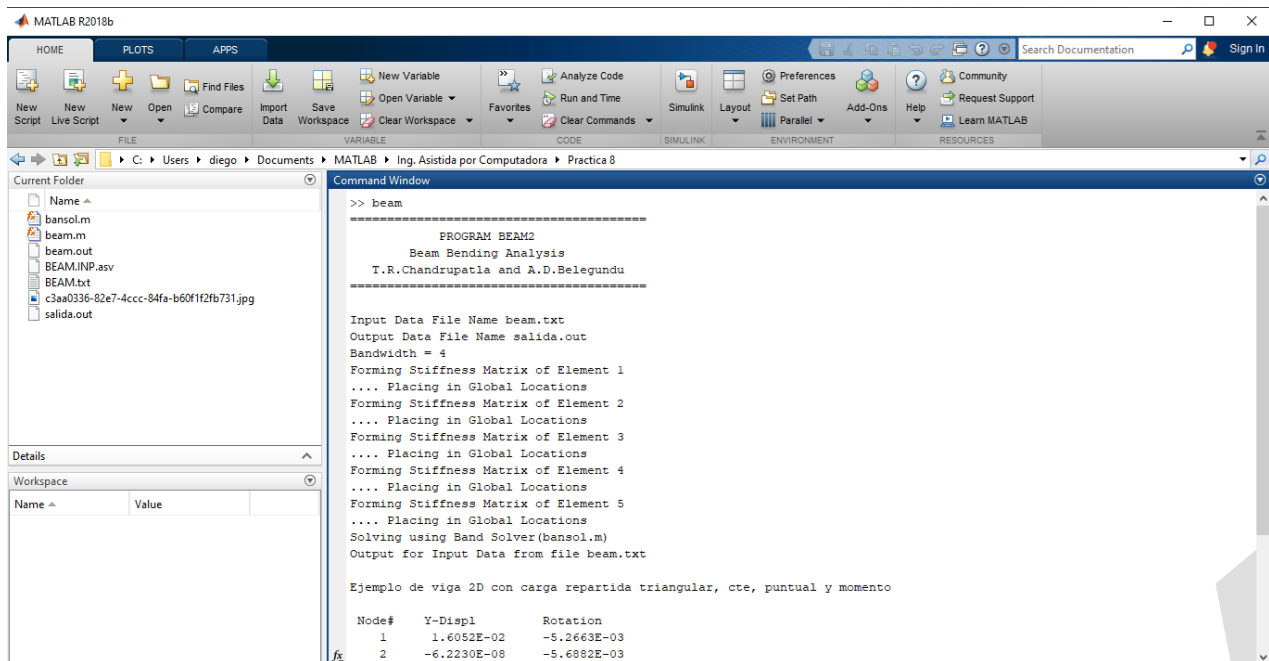 MATLAB R2018b
HOME PLOTS APPS
Search Documentation
Sign In
New Script
New Live Script
New
Open
Find Files
Compare
Import Data
Save Workspace
New Variable
Open Variable
Clear Workspace
Favorites
Analyze Code
Run and Time
Clear Commands
Simulink
Layout
Preferences
Set Path
Parallel
Add-Ons
Help
Community
Request Support
Learn MATLAB
FILE VARIABLE CODE SIMULINK ENVIRONMENT RESOURCES
C: Users diego Documents MATLAB Ing. Asistida por Computadora Practica 8
Current Folder
Name
bansol.m
beam.m
beam.out
BEAM.INP.asv
BEAM.txt
c3aa0336-82e7-4ccc-84fa-b60f1f2fb731.jpg
salida.out
Details
Workspace
Name Value
Command Window
>> beam
========================================
PROGRAM BEAM2
Beam Bending Analysis
T.R.Chandrupatla and A.D.Belegundu
========================================
Input Data File Name beam.txt
Output Data File Name salida.out
Bandwidth = 4
Forming Stiffness Matrix of Element 1
.... Placing in Global Locations
Forming Stiffness Matrix of Element 2
.... Placing in Global Locations
Forming Stiffness Matrix of Element 3
.... Placing in Global Locations
Forming Stiffness Matrix of Element 4
.... Placing in Global Locations
Forming Stiffness Matrix of Element 5
.... Placing in Global Locations
Solving using Band Solver(bansol.m)
Output for Input Data from file beam.txt
Ejemplo de viga 2D con carga repartida triangular, cte, puntual y momento
Node# Y-Displ Rotation
1 1.6052E-02 -5.2663E-03
2 -6.2230E-08 -5.6882E-03
fx